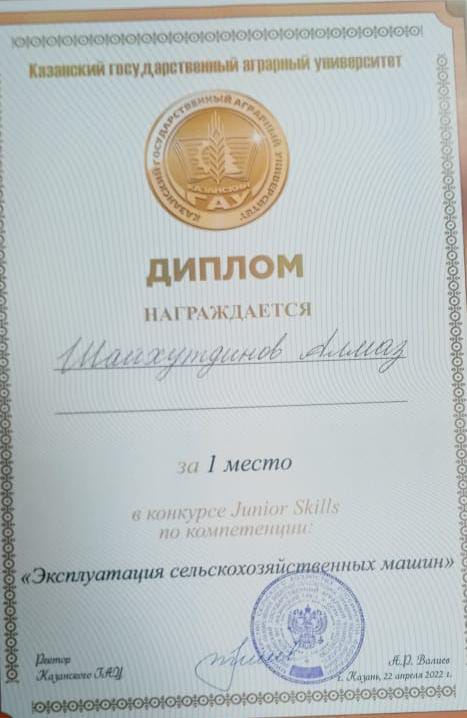 Казанский государственный аграрный университет
КАЗАНСКИЙ ГОСУДАРСТВЕННЫЙ АГРАРНЫЙ УНИВЕРСИТЕТ
КАЗАНСКИЙ
ГАУ
ДИПЛОМ
НАГРАЖДАЕТСЯ
Шайхутдинов Алмаз
за 1 место
в конкурсе Junior Skills
по компетенции:
«Эксплуатация сельскохозяйственных машин»
Ректор
Казанского ГАУ
А.Р. Валиев
г. Казань, 22 апреля 2022 г.